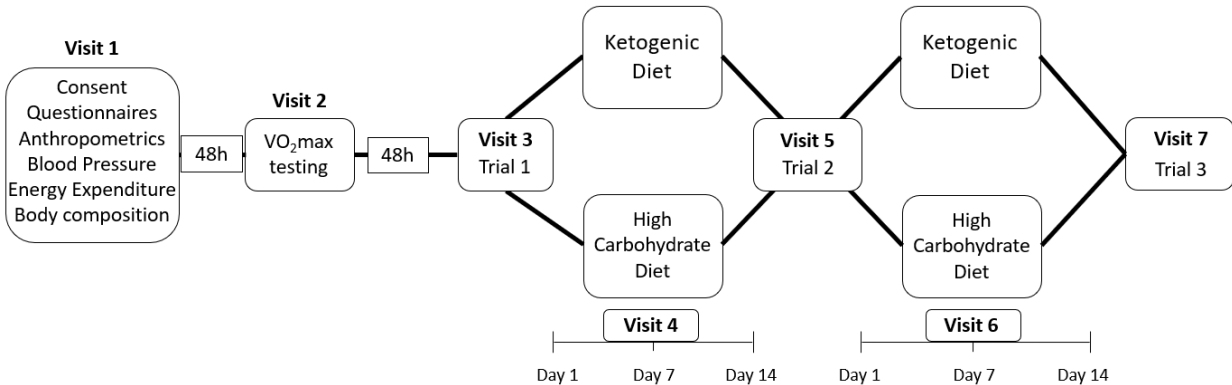 Visit 1
Consent
Questionnaires
Anthropometrics
Blood Pressure
Energy Expenditure
Body composition
48h
Visit 2
VO₂max
testing
48h
Visit 3
Trial 1
Ketogenic
Diet
High
Carbohydrate
Diet
Visit 4
Day 1
Day 7
Day 14
Visit 5
Trial 2
Ketogenic
Diet
High
Carbohydrate
Diet
Visit 6
Day 1
Day 7
Day 14
Visit 7
Trial 3